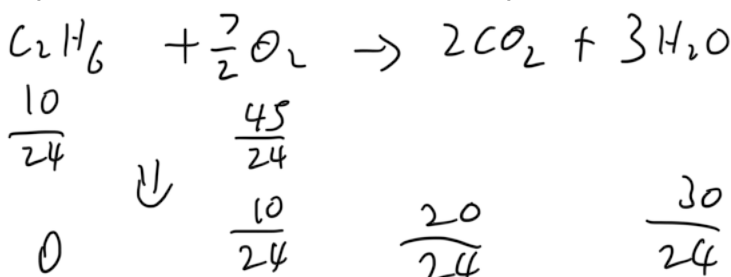 C₂H₆ + 7/2 O₂ → 2CO₂ + 3H₂O
10/24 45/24
⇓
0 10/24 20/24 30/24